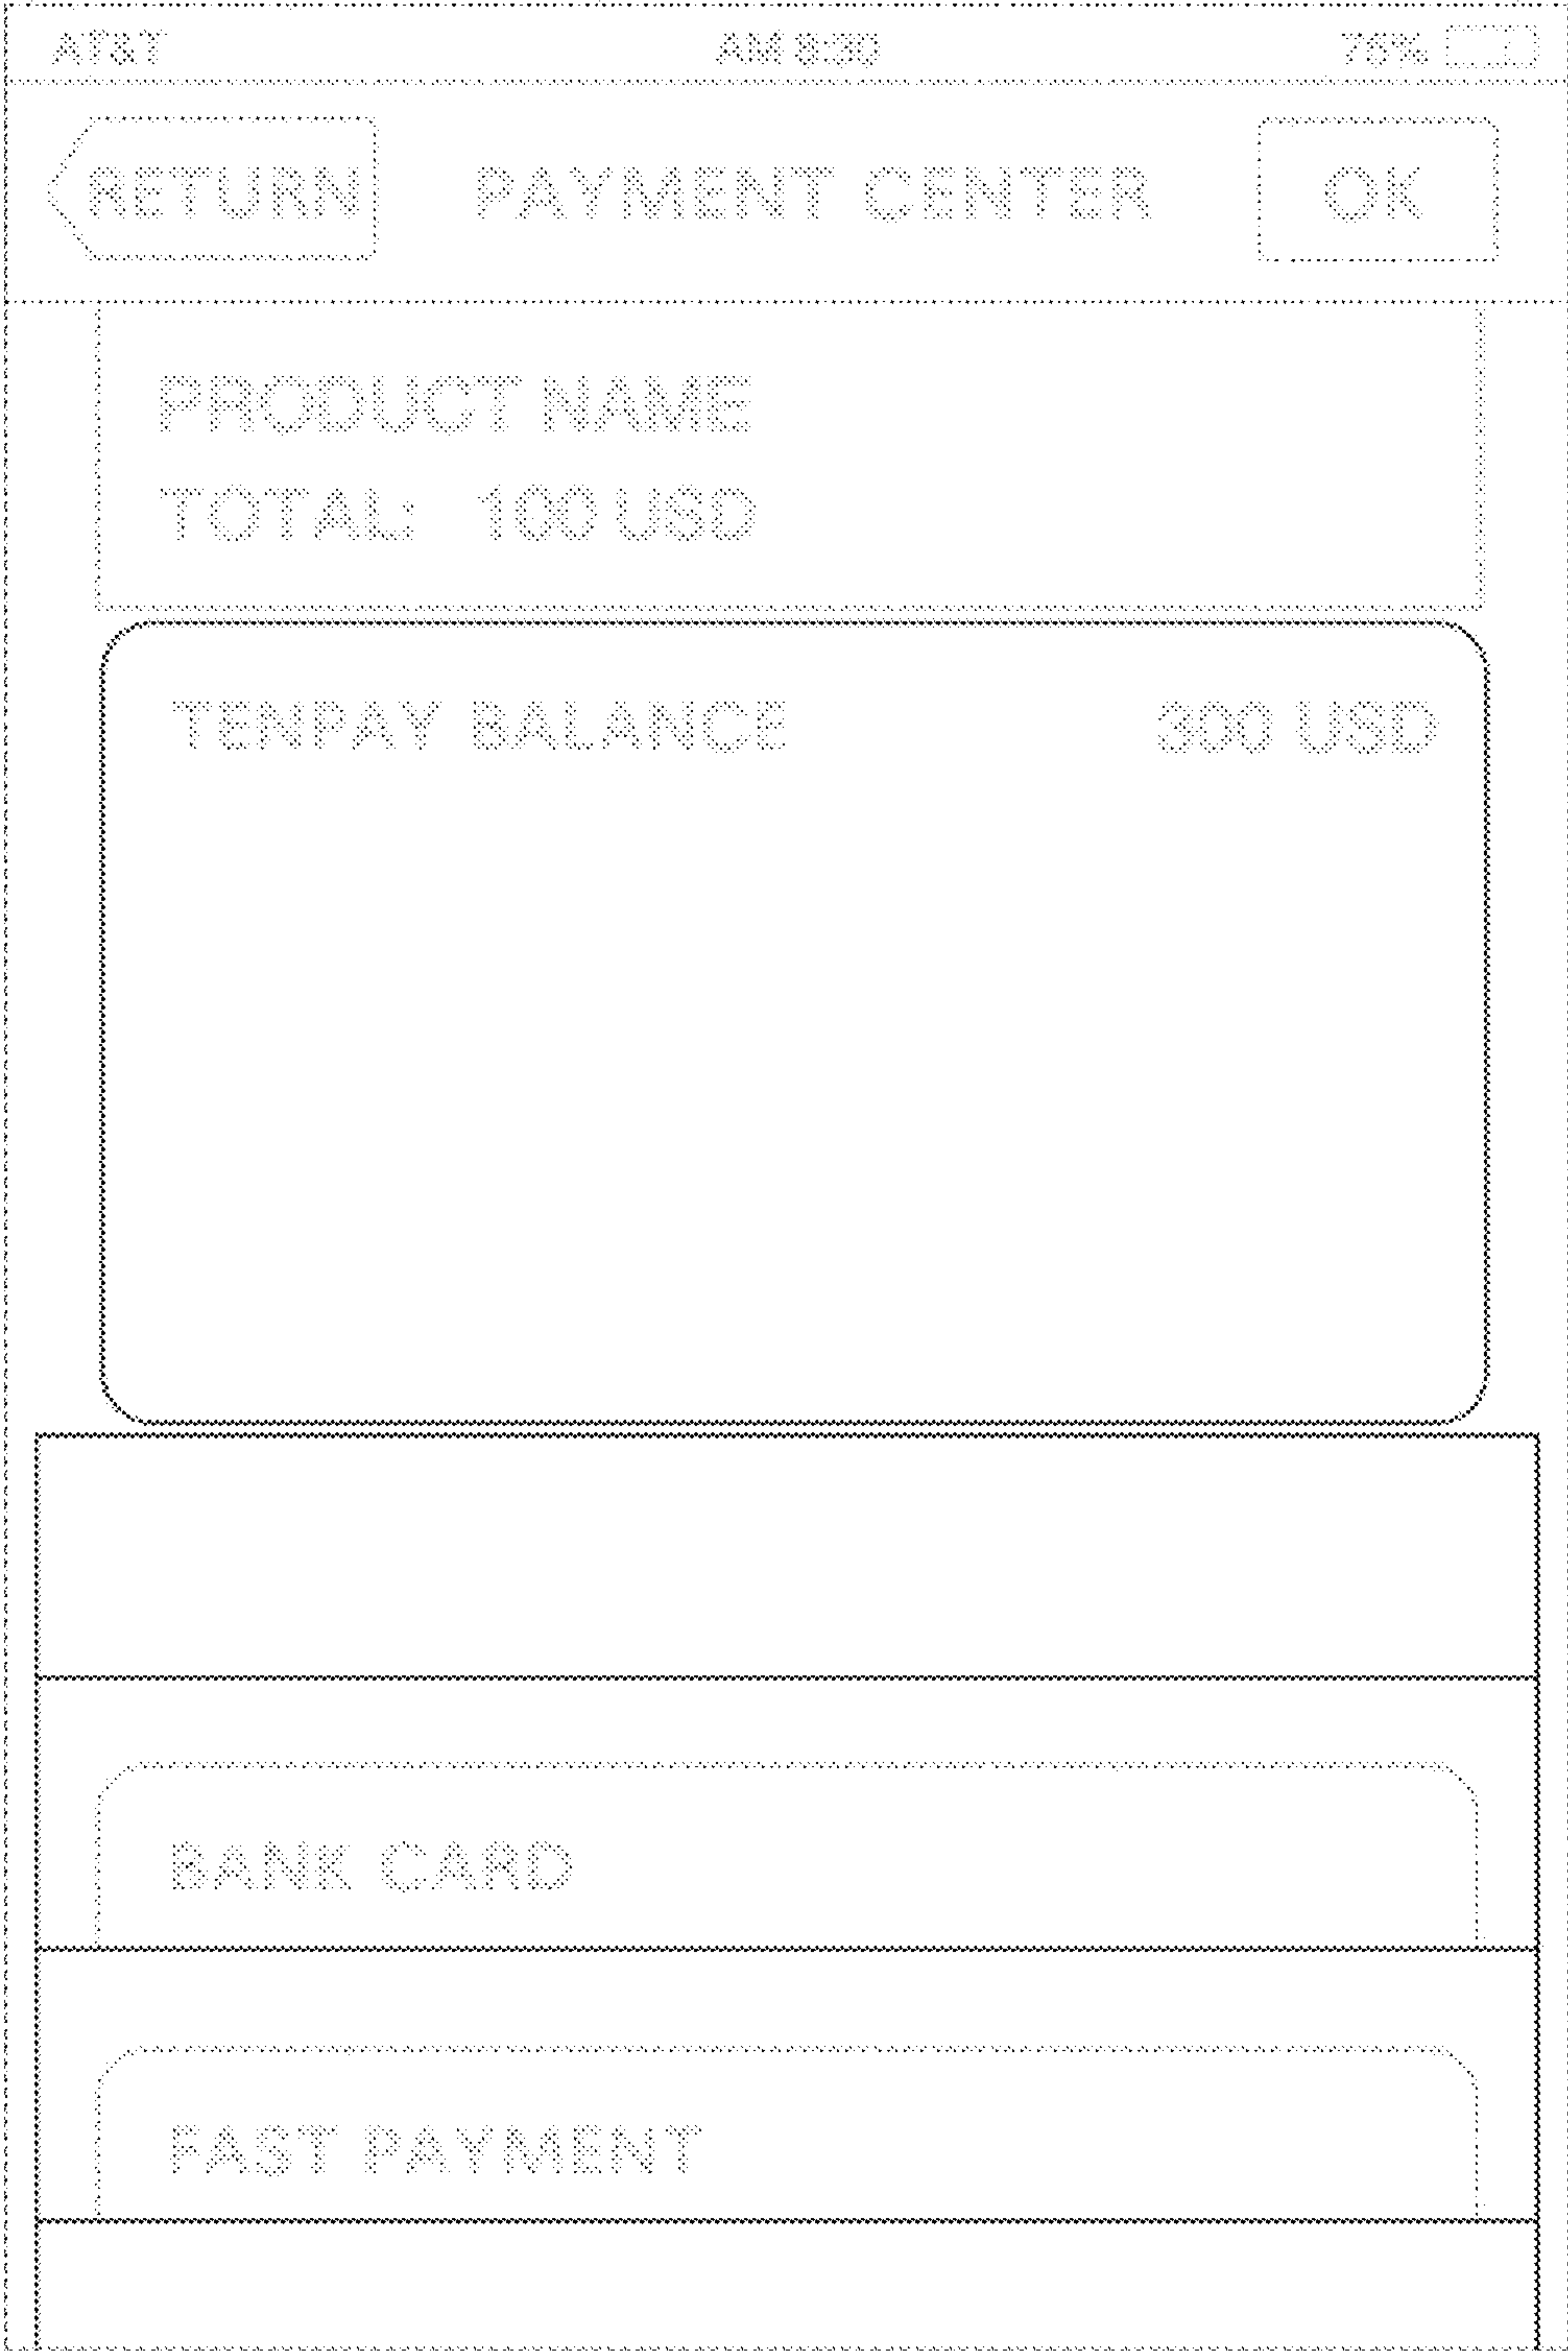 AT&T AM 8:30 76%
RETURN PAYMENT CENTER OK
PRODUCT NAME
TOTAL: 100 USD
TENPAY BALANCE 300 USD
BANK CARD
FAST PAYMENT